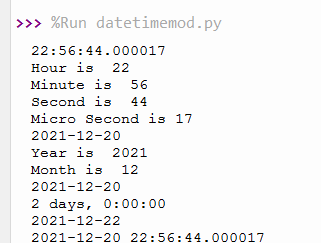 >>> %Run datetimemod.py
22:56:44.000017
Hour is  22
Minute is  56
Second is  44
Micro Second is 17
2021-12-20
Year is  2021
Month is  12
2021-12-20
2 days, 0:00:00
2021-12-22
2021-12-20 22:56:44.000017